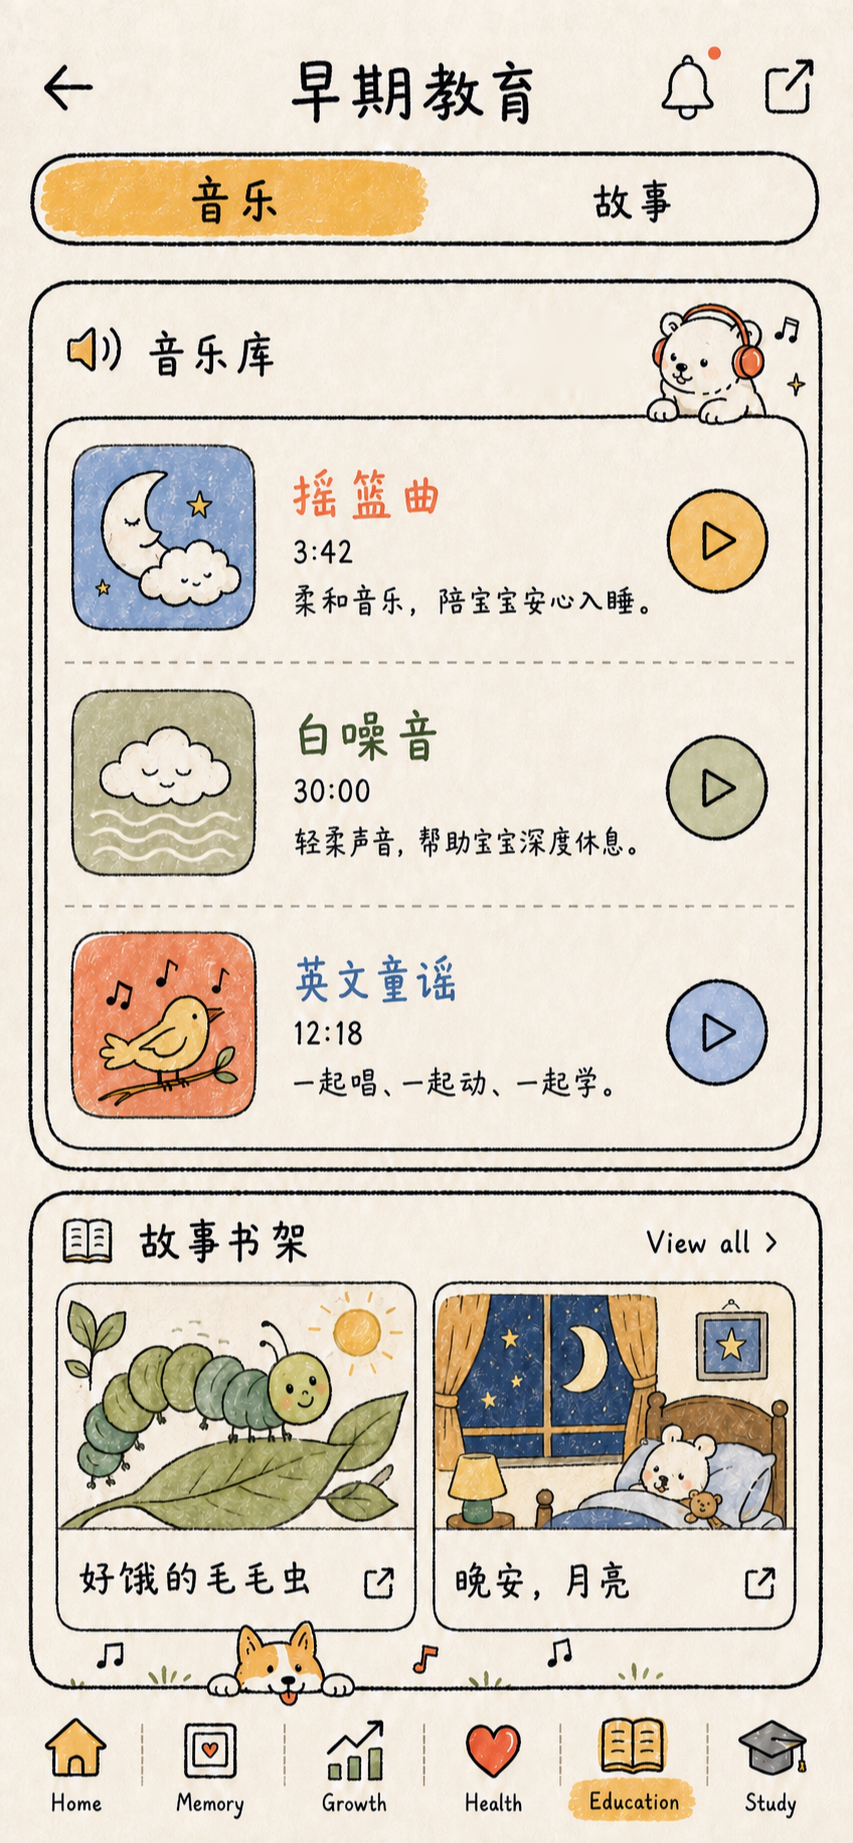 早期教育
音乐
故事
音乐库
摇篮曲
3:42
柔和音乐，陪宝宝安心入睡。
白噪音
30:00
轻柔声音，帮助宝宝深度休息。
英文童谣
12:18
一起唱、一起动、一起学。
故事书架
View all >
好饿的毛毛虫
晚安，月亮
Home
Memory
Growth
Health
Education
Study